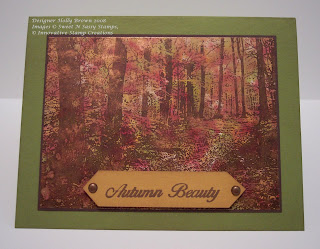 Designer Holly Brown 2008
Images © Sweet 'N Sassy Stamps,
© Innovative Stamp Creations
Autumn Beauty